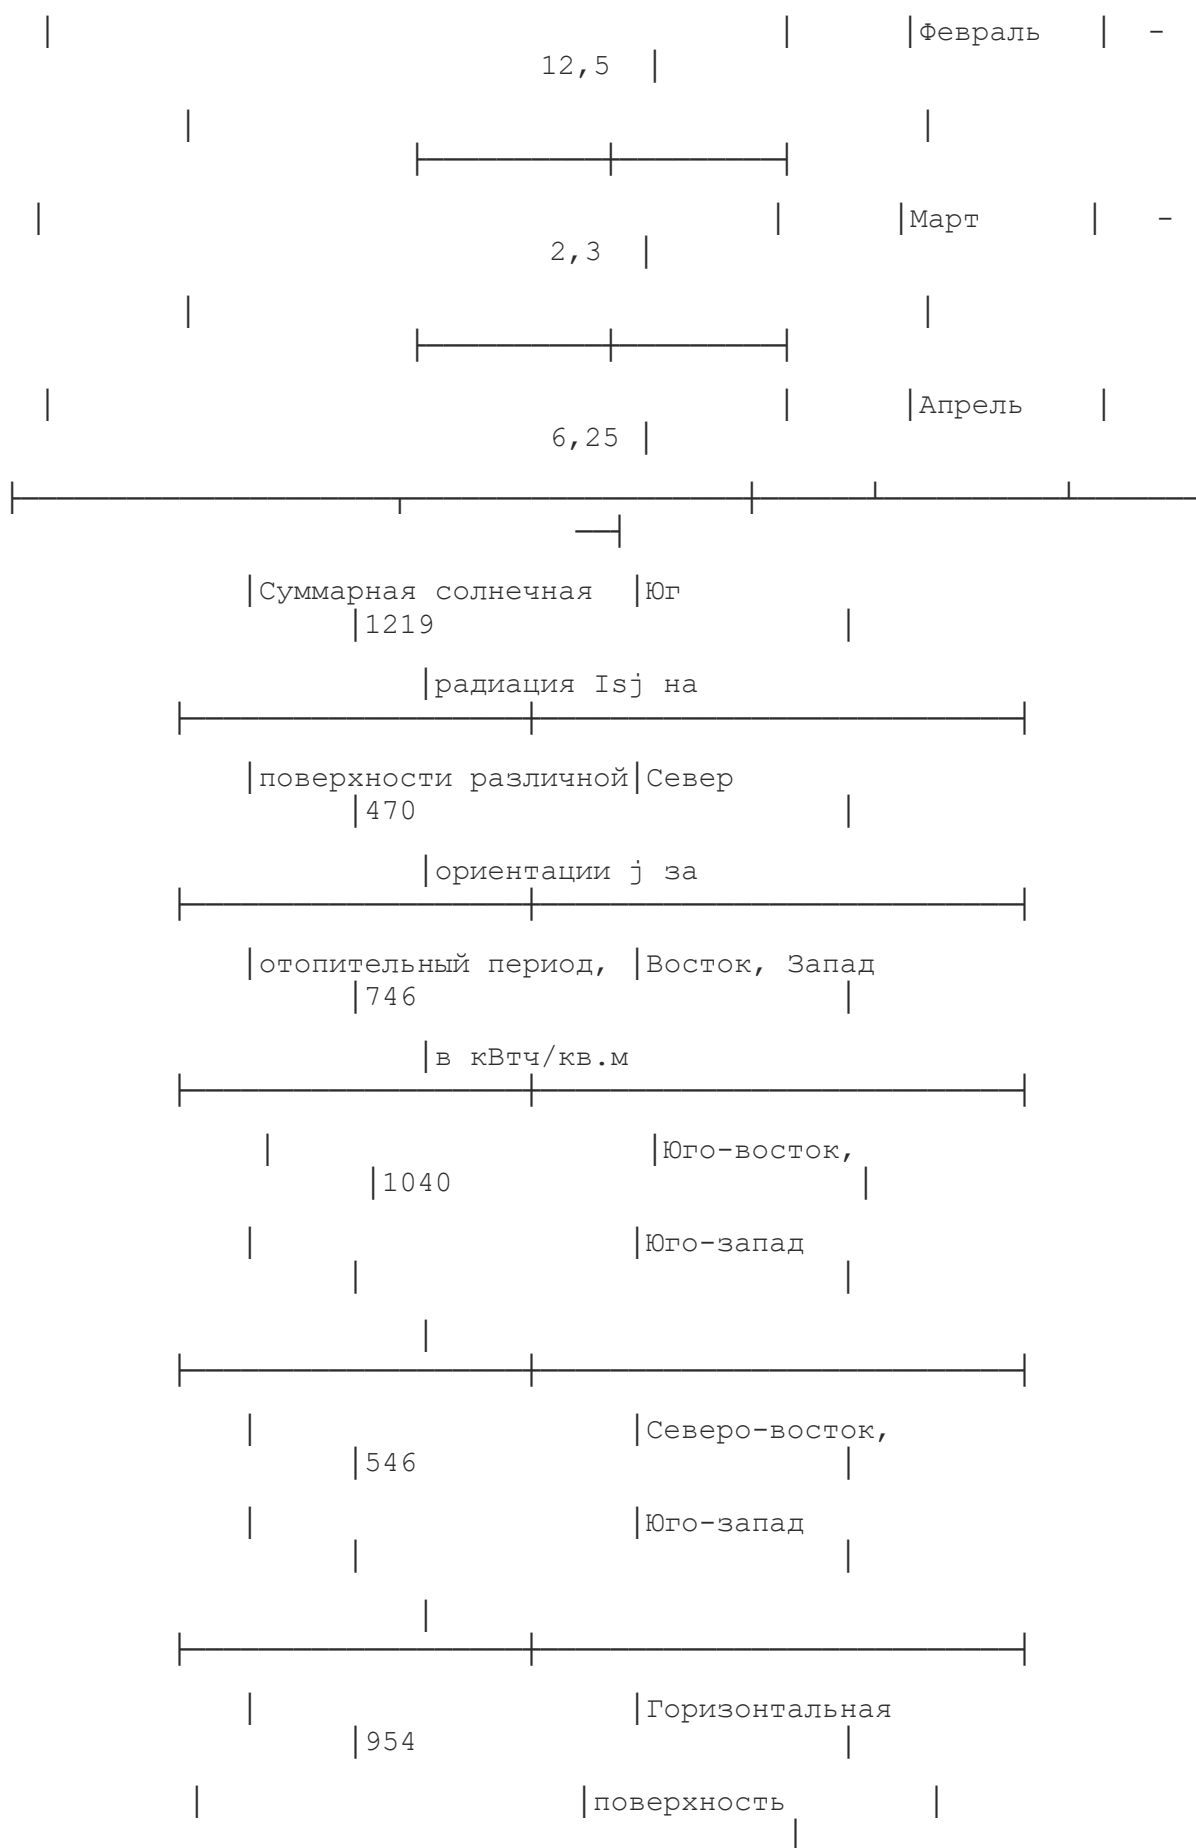 Февраль -
12,5
Март -
2,3
Апрель
6,25
Суммарная солнечная Юг
1219
радиация Isj на
поверхности различной Север
470
ориентации j за
отопительный период, Восток, Запад
746
в кВтч/кв.м
Юго-восток,
1040
Юго-запад
Северо-восток,
546
Юго-запад
Горизонтальная
954
поверхность